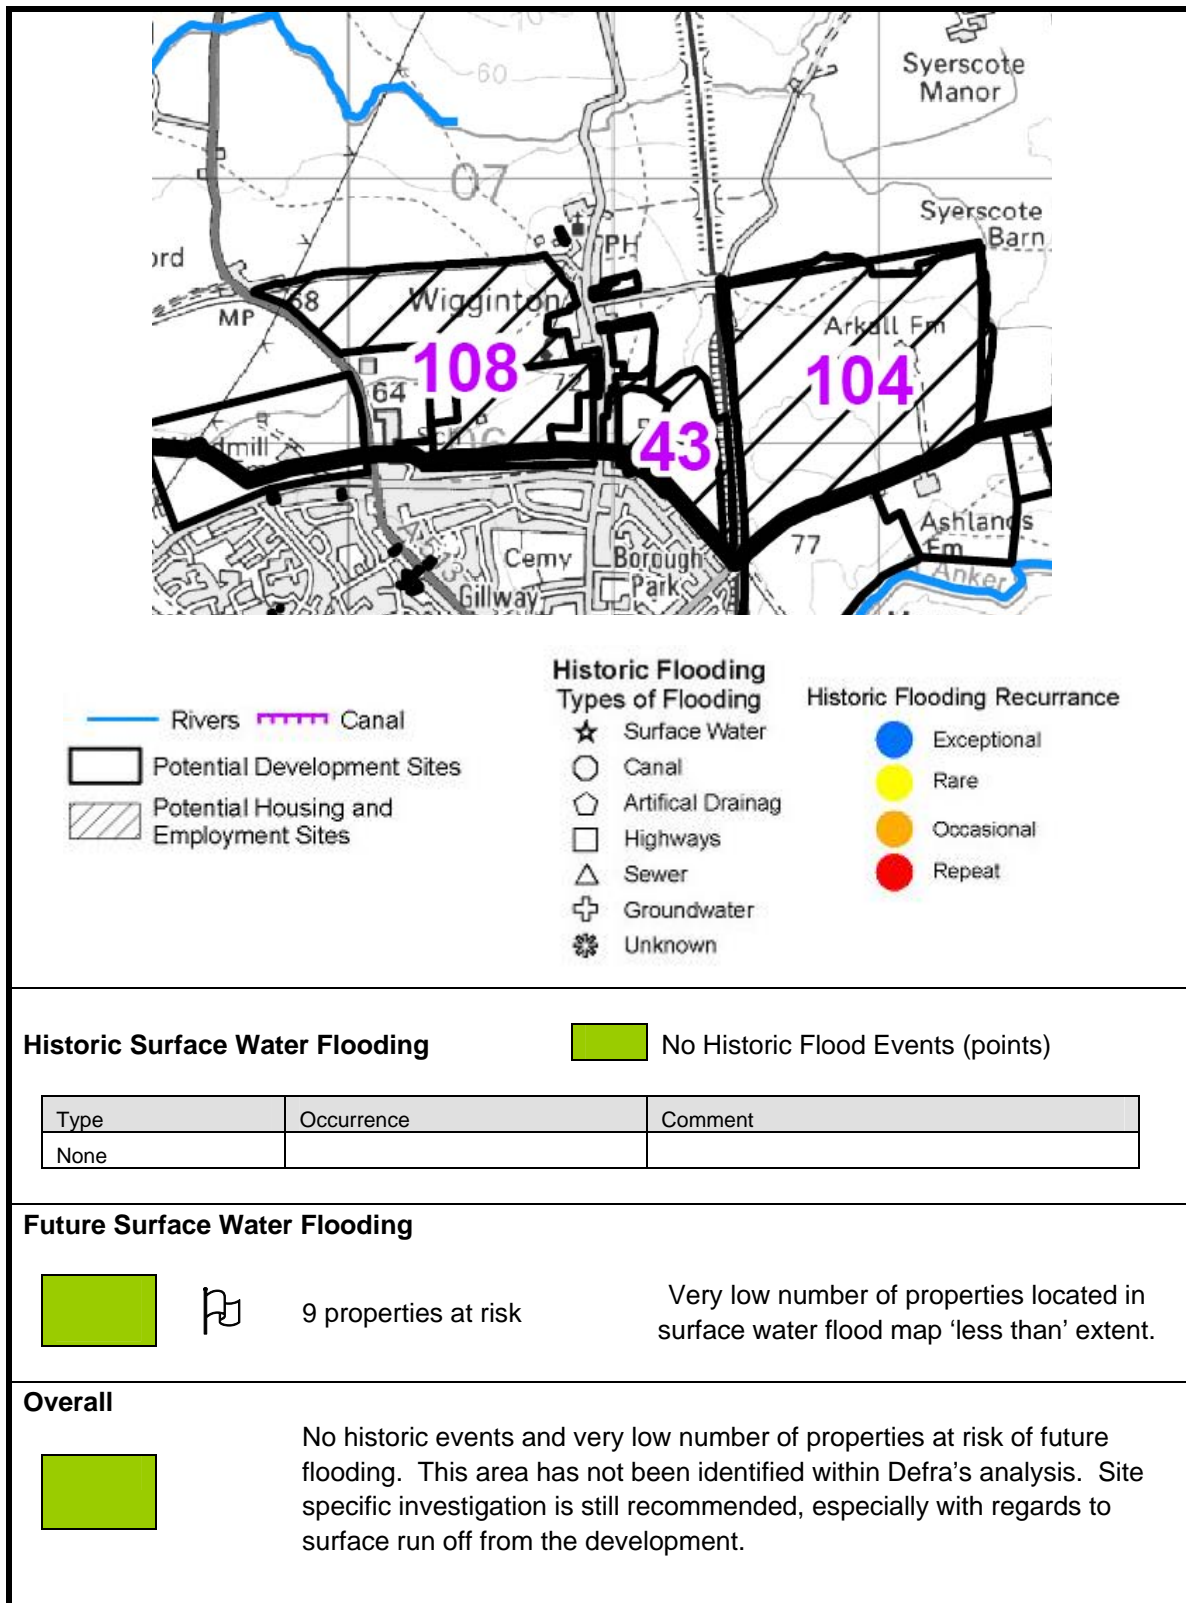 70
60
Syerscote
Manor
07
Syerscote
Barn
PH
ord
68
MP
Wigginton
Arkall Fm
108
104
72
64
43
Sch
mill
77
Ashlands
Fm
Anker
Cemy
Borough
Park
Gillway
Historic Flooding
Types of Flooding
Historic Flooding Recurrance
Rivers
Canal
Potential Development Sites
Potential Housing and
Employment Sites
Surface Water
Canal
Artifical Drainag
Highways
Sewer
Groundwater
Unknown
Exceptional
Rare
Occasional
Repeat
Historic Surface Water Flooding
No Historic Flood Events (points)
Type Occurrence Comment
None
Future Surface Water Flooding
9 properties at risk
Very low number of properties located in
surface water flood map ‘less than’ extent.
Overall
No historic events and very low number of properties at risk of future
flooding. This area has not been identified within Defra’s analysis. Site
specific investigation is still recommended, especially with regards to
surface run off from the development.